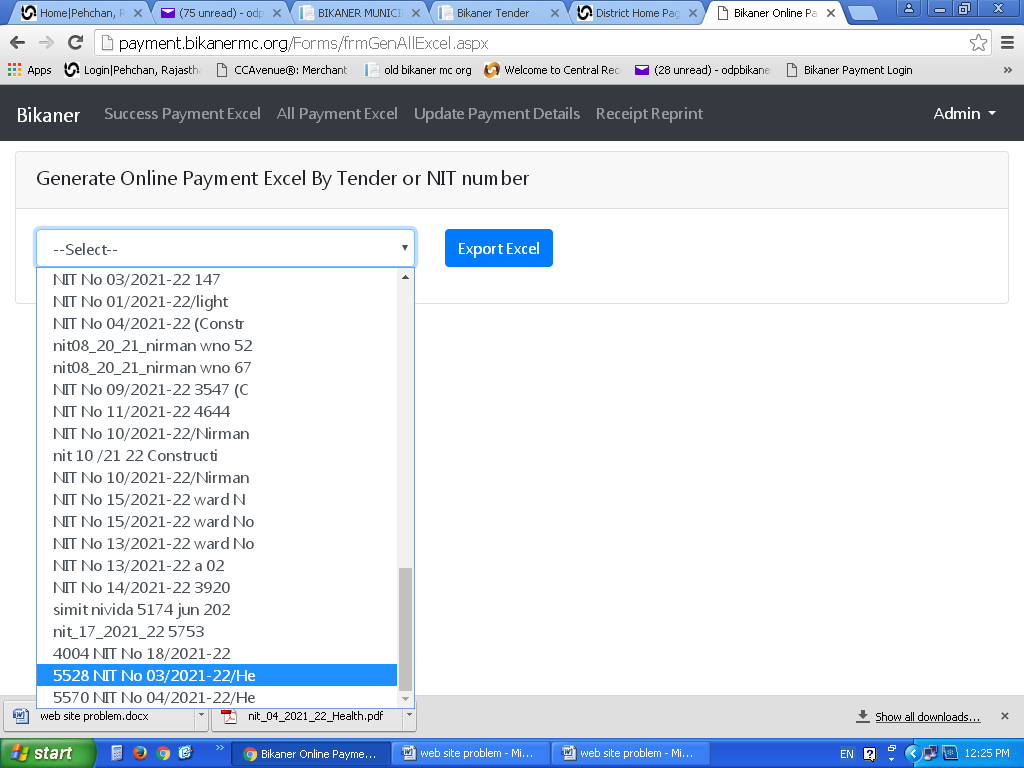 Home|Pehchan, R
(75 unread) - odp
BIKANER MUNICI
Bikaner Tender
District Home Pag
Bikaner Online Pa
payment.bikanermc.org/Forms/frmGenAllExcel.aspx
Apps
Login|Pehchan, Rajasth
CCAvenue®: Merchant
old bikaner mc org
Welcome to Central Rec
(28 unread) - odpbikane
Bikaner Payment Login
»
Bikaner
Success Payment Excel
All Payment Excel
Update Payment Details
Receipt Reprint
Admin
Generate Online Payment Excel By Tender or NIT number
--Select--
Export Excel
NIT No 03/2021-22 147
NIT No 01/2021-22/light
NIT No 04/2021-22 (Constr
nit08_20_21_nirman wno 52
nit08_20_21_nirman wno 67
NIT No 09/2021-22 3547 (C
NIT No 11/2021-22 4644
NIT No 10/2021-22/Nirman
nit 10 /21 22 Constructi
NIT No 10/2021-22/Nirman
NIT No 15/2021-22 ward N
NIT No 15/2021-22 ward No
NIT No 13/2021-22 ward No
NIT No 13/2021-22 a 02
NIT No 14/2021-22 3920
simit nivida 5174 jun 202
nit_17_2021_22 5753
4004 NIT No 18/2021-22
5528 NIT No 03/2021-22/He
5570 NIT No 04/2021-22/He
web site problem.docx
nit_04_2021_22_Health.pdf
Show all downloads...
start
»
Bikaner Online Payme...
web site problem - Mi...
web site problem - Mi...
EN
12:25 PM